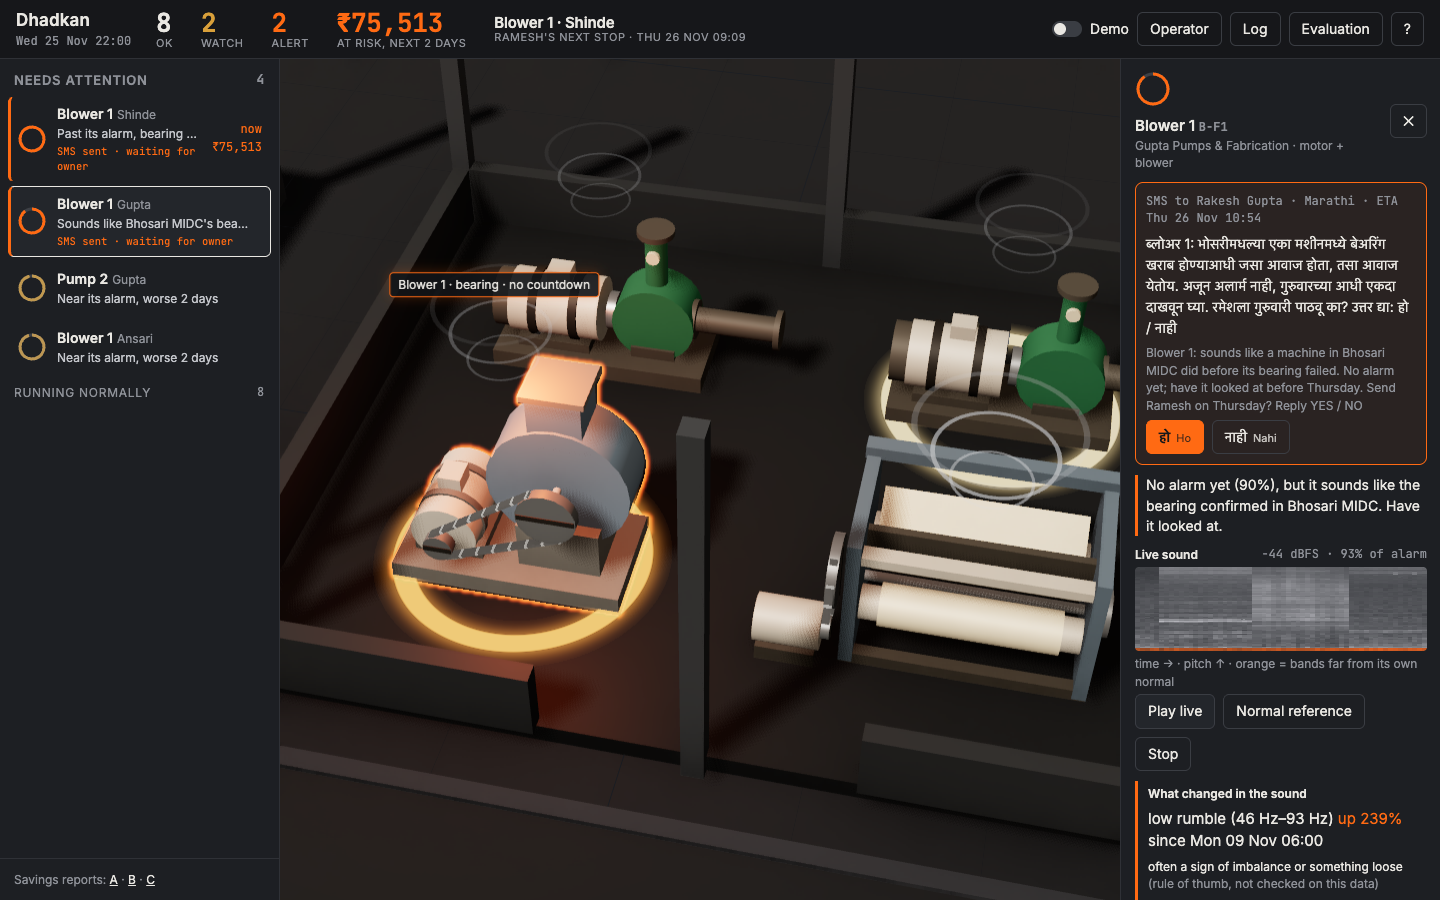 Dhadkan
Wed 25 Nov 22:00
8
OK
2
WATCH
2
ALERT
₹75,513
AT RISK, NEXT 2 DAYS
Blower 1 · Shinde
RAMESH'S NEXT STOP · THU 26 NOV 09:09
Demo
Operator
Log
Evaluation
?
NEEDS ATTENTION
4
Blower 1 Shinde
Past its alarm, bearing ...
SMS sent · waiting for
owner
now
₹75,513
Blower 1 Gupta
Sounds like Bhosari MIDC's bea...
SMS sent · waiting for owner
Pump 2 Gupta
Near its alarm, worse 2 days
Blower 1 Ansari
Near its alarm, worse 2 days
RUNNING NORMALLY
8
Savings reports: A · B · C
Blower 1 · bearing · no countdown
Blower 1 B-F1
Gupta Pumps & Fabrication · motor +
blower
SMS to Rakesh Gupta · Marathi · ETA
Thu 26 Nov 10:54
ब्लोअर 1: भोसरीमधल्या एका मशीनमध्ये बेअरिंग
खराब होण्याआधी जसा आवाज होता, तसा आवाज
येतोय. अजून अलार्म नाही, गुरुवारच्या आधी एकदा
दाखवून घ्या. रमेशला गुरुवारी पाठवू का? उत्तर द्या: हो
/ नाही
Blower 1: sounds like a machine in Bhosari
MIDC did before its bearing failed. No alarm
yet; have it looked at before Thursday. Send
Ramesh on Thursday? Reply YES / NO
हो Ho
नाही Nahi
No alarm yet (90%), but it sounds like the
bearing confirmed in Bhosari MIDC. Have
it looked at.
Live sound
-44 dBFS · 93% of alarm
time → · pitch ↑ · orange = bands far from its own
normal
Play live
Normal reference
Stop
What changed in the sound
low rumble (46 Hz–93 Hz) up 239%
since Mon 09 Nov 06:00
often a sign of imbalance or something loose
(rule of thumb, not checked on this data)